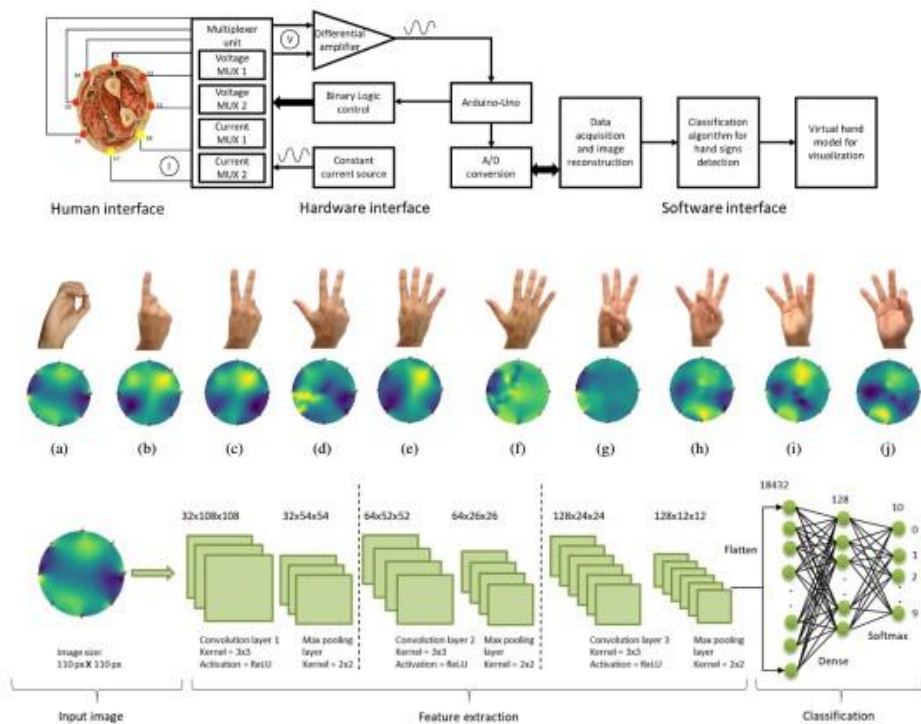 Multiplexer
unit
Voltage
MUX 1
Voltage
MUX 2
Current
MUX 1
Current
MUX 2
V
I
Differential
amplifier
Binary Logic
control
Constant
current source
Arduino-Uno
A/D
conversion
Data
acquisition
and image
reconstruction
Classification
algorithm for
hand signs
detection
Virtual hand
model for
visualization
Human interface
Hardware interface
Software interface
(a) (b) (c) (d) (e) (f) (g) (h) (i) (j)
32x108x108
32x54x54
64x52x52
64x26x26
128x24x24
128x12x12
Flatten
18432
128
10
0
1
2
9
Softmax
Dense
Image size:
110 px X 110 px
Convolution layer 1
Kernel = 3x3
Activation = ReLU
Max pooling
layer
Kernel = 2x2
Convolution layer 2
Kernel = 3x3
Activation = ReLU
Max pooling
layer
Kernel = 2x2
Convolution layer 3
Kernel = 3x3
Activation = ReLU
Max pooling
layer
Kernel = 2x2
Input image
Feature extraction
Classification